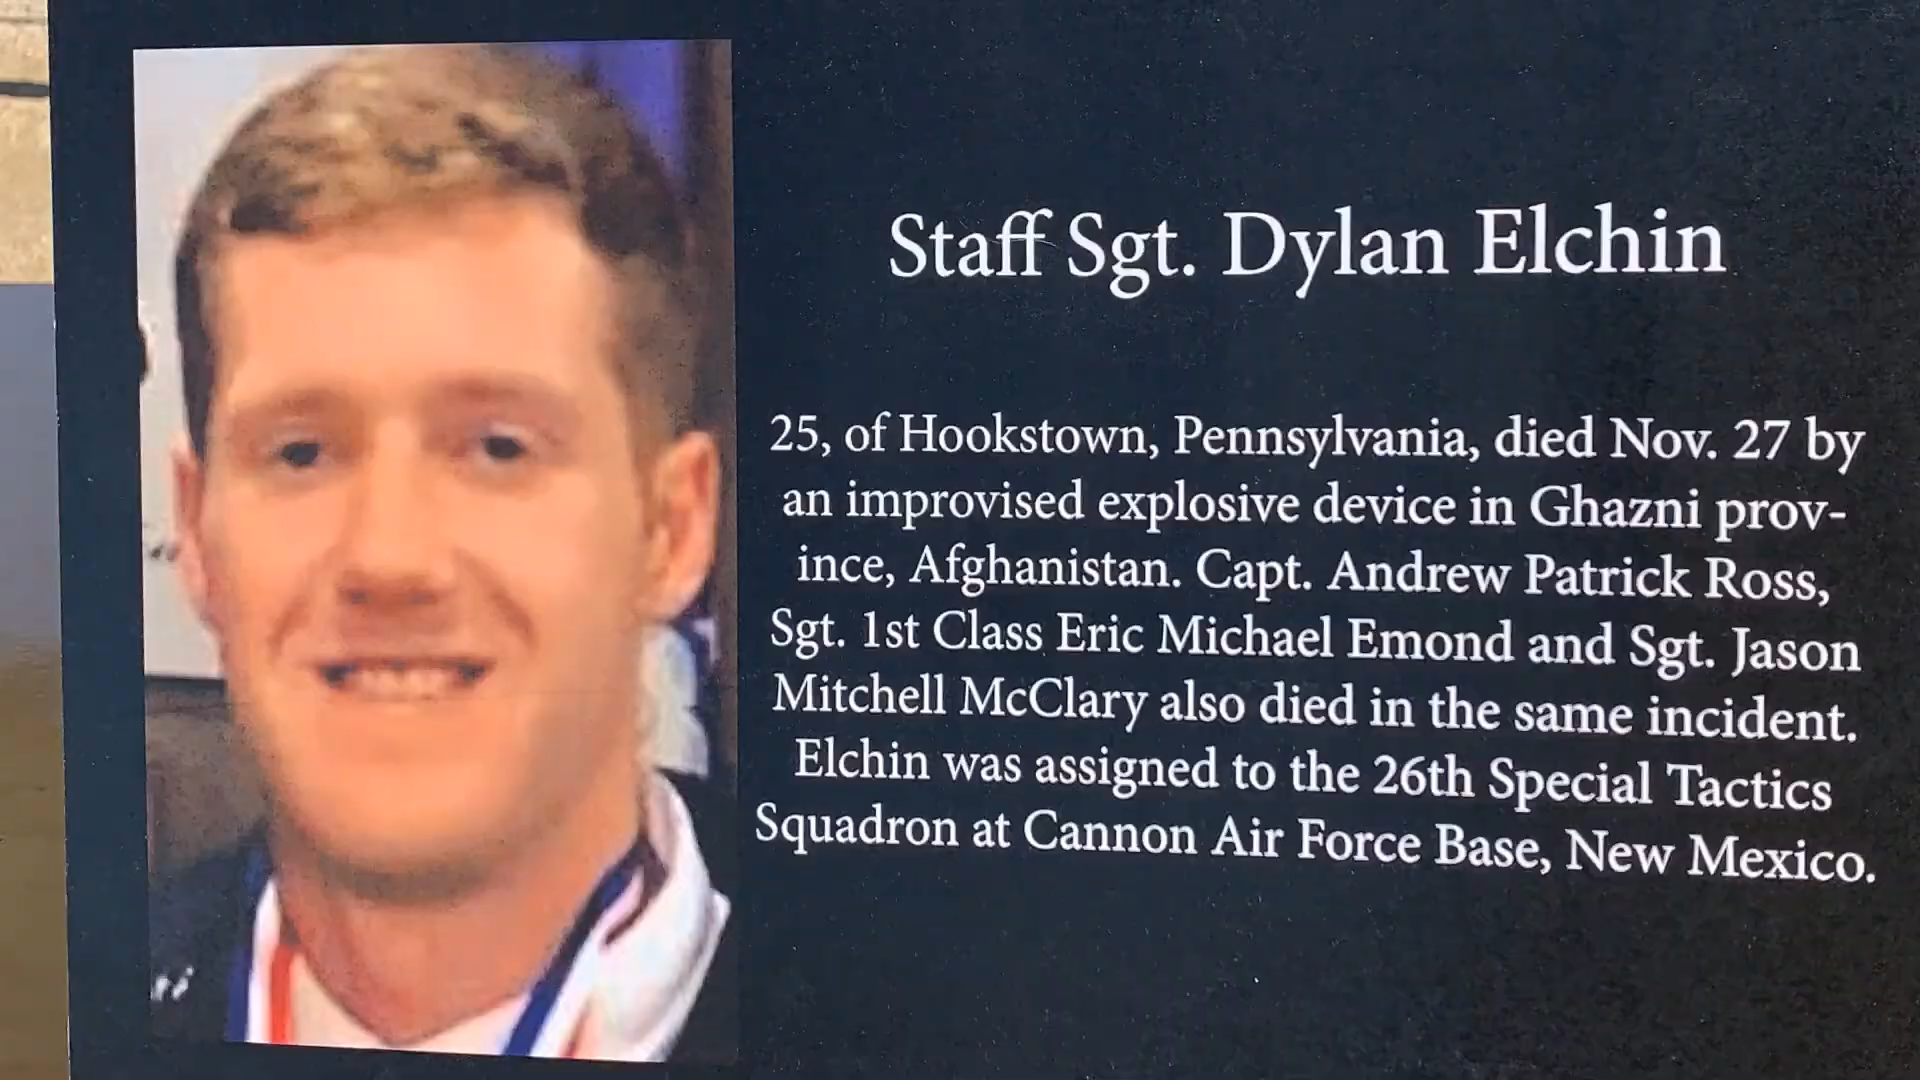 Staff Sgt. Dylan Elchin
25, of Hookstown, Pennsylvania, died Nov. 27 by
an improvised explosive device in Ghazni prov-
ince, Afghanistan. Capt. Andrew Patrick Ross,
Sgt. 1st Class Eric Michael Emond and Sgt. Jason
Mitchell McClary also died in the same incident.
Elchin was assigned to the 26th Special Tactics
Squadron at Cannon Air Force Base, New Mexico.